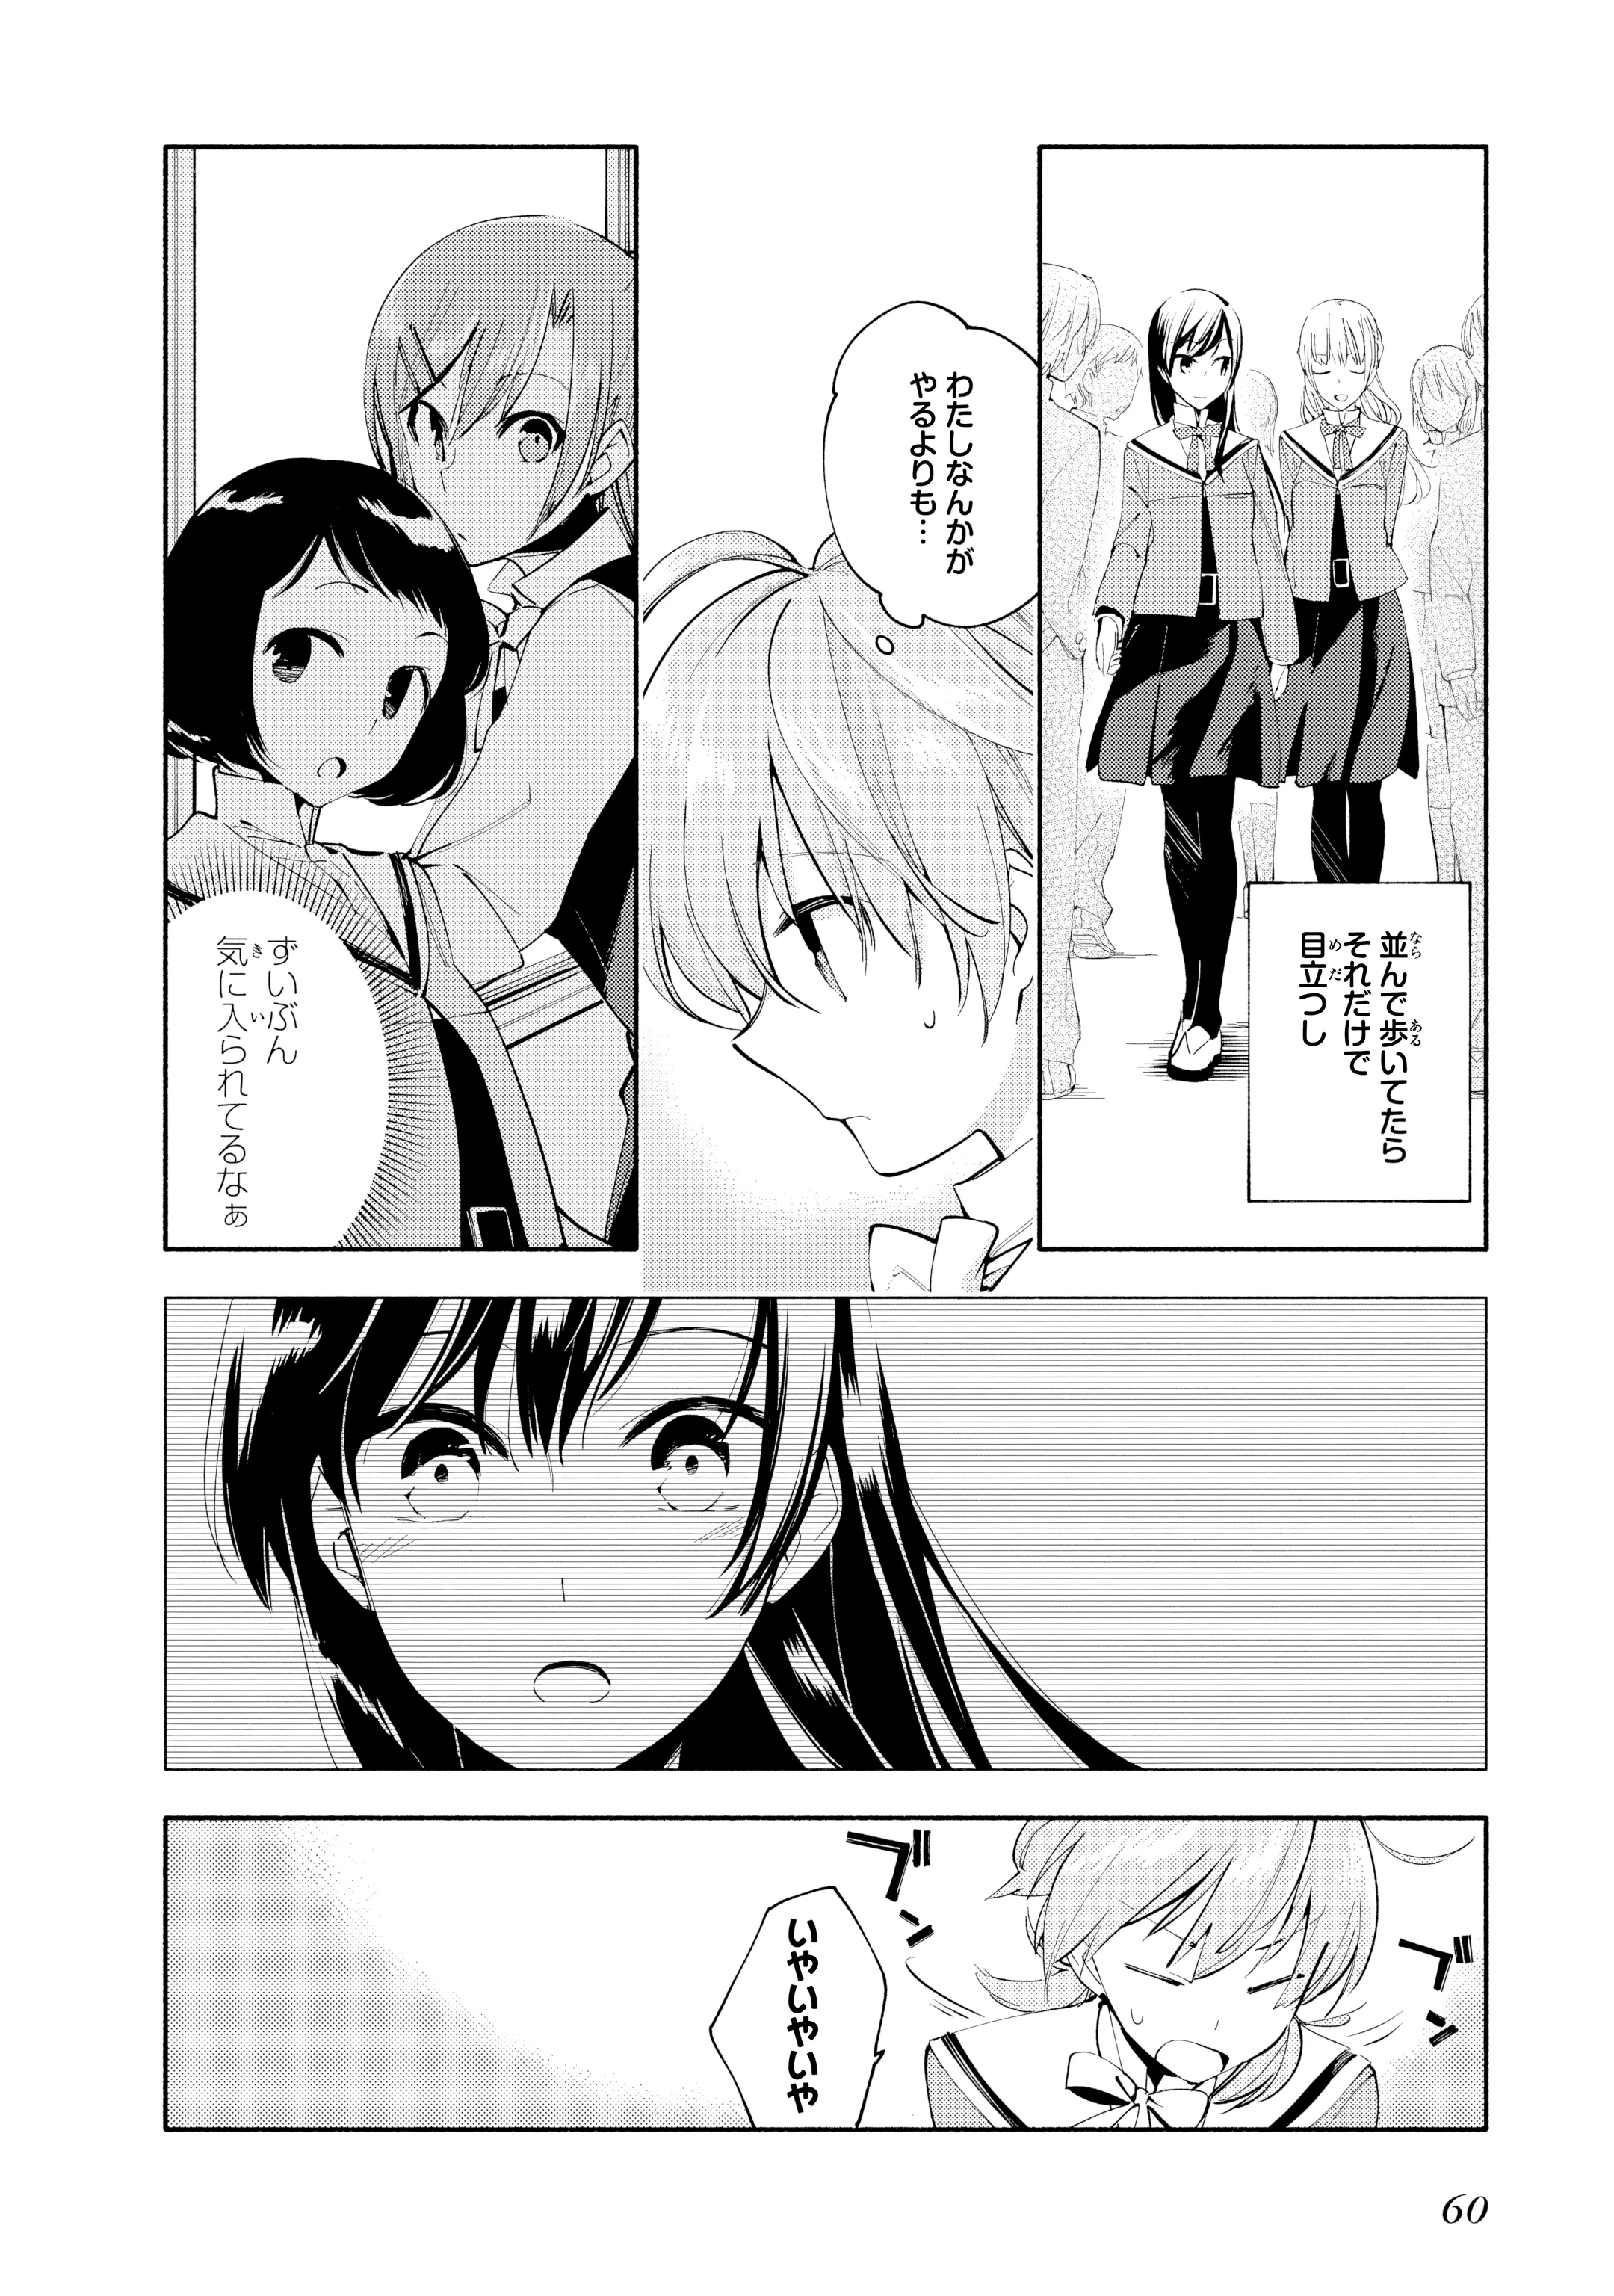 並んで歩いてたら
それだけで
目立つし
わたしなんかが
やるよりも…
ずいぶん
気に入られてるなぁ
ブン
ブン
いやいやいや
60